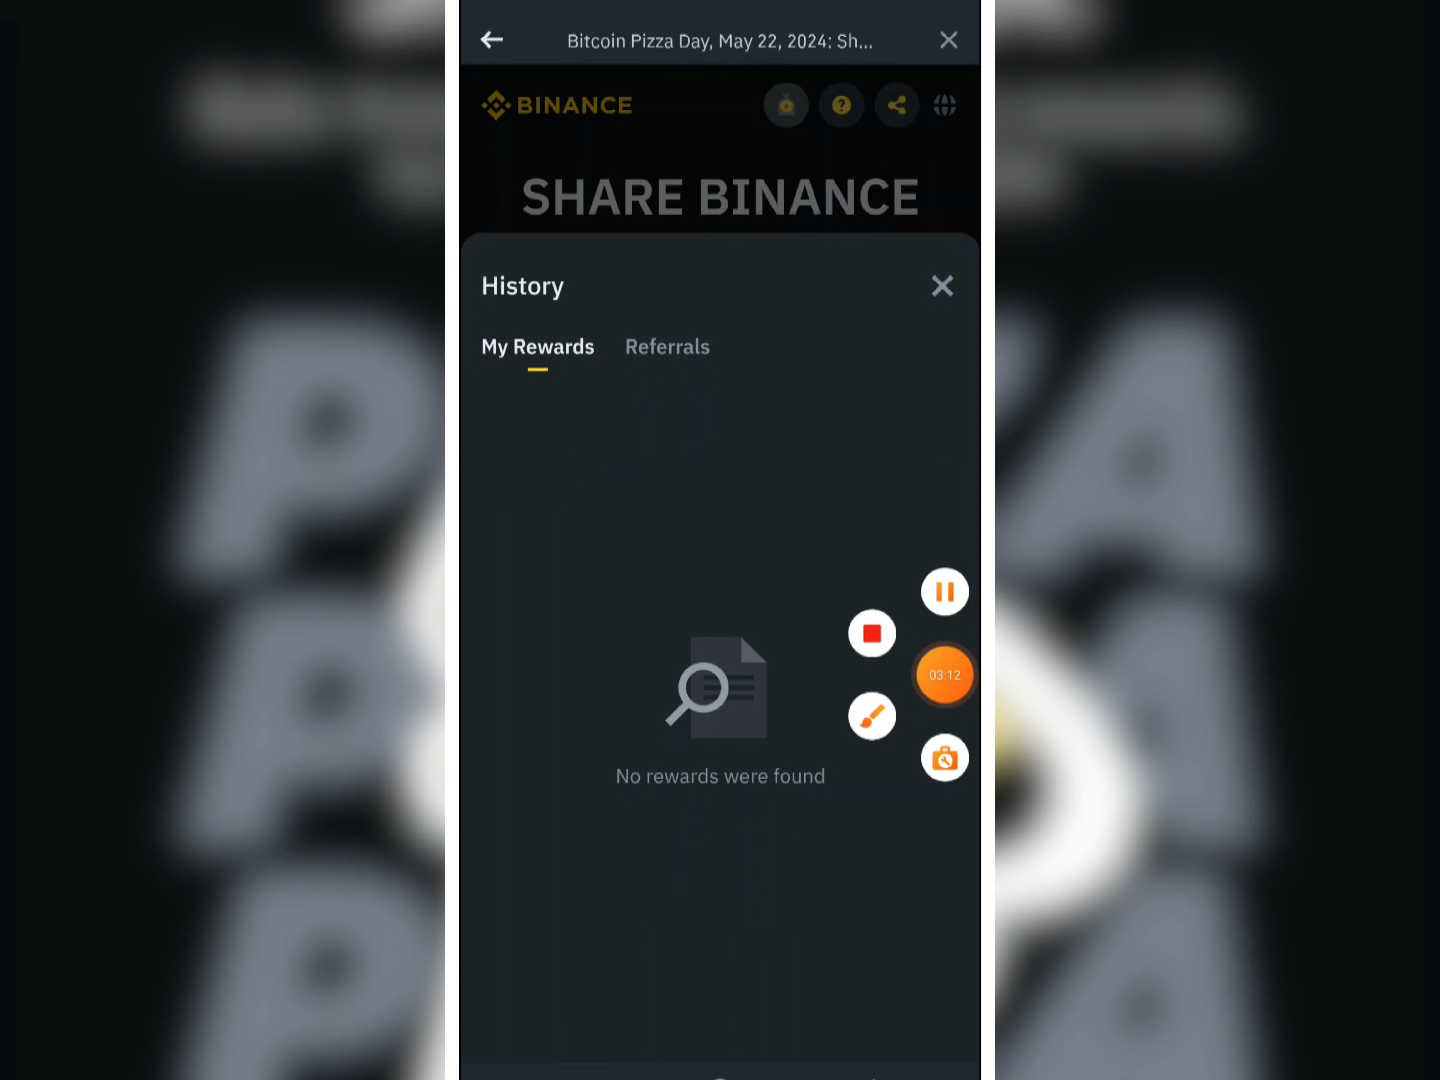 Bitcoin Pizza Day, May 22, 2024: Sh...
BINANCE
SHARE BINANCE
History
My Rewards Referrals
03:12
No rewards were found